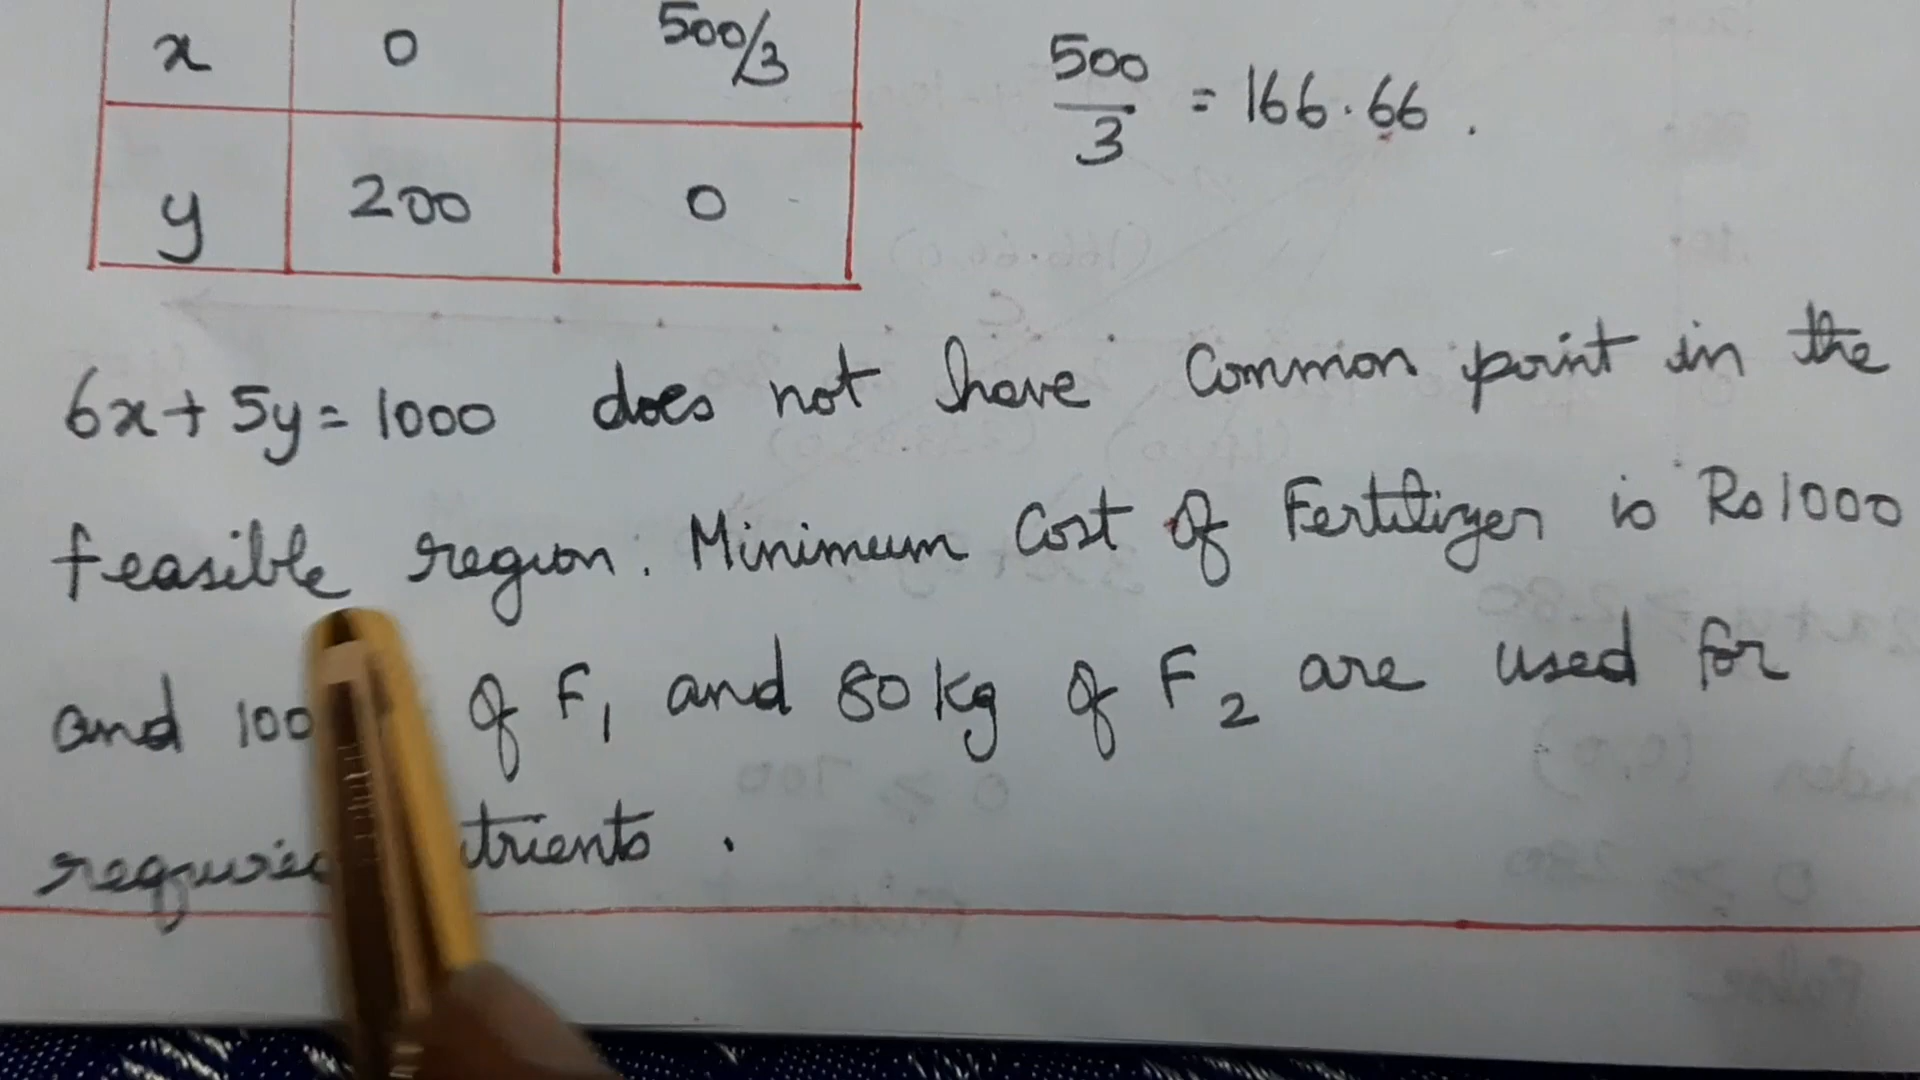 x 0 500/3
500/3 = 166.66.
y 200 0
6x+5y=1000 does not have common point in the
feasible region. Minimum Cost of Fertilizer is Rs 1000
and 100 of F1 and 80 kg of F2 are used for